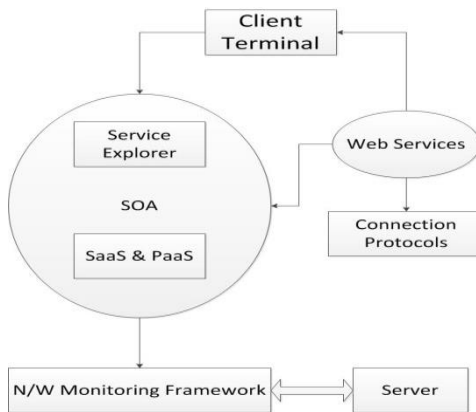 Client
Terminal
Service
Explorer
Web Services
SOA
Connection
Protocols
SaaS & PaaS
N/W Monitoring Framework
Server